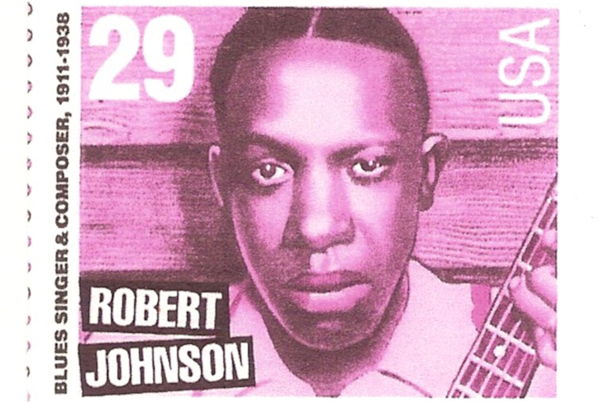 29
USA
BLUES SINGER & COMPOSER, 1911-1938
ROBERT
JOHNSON